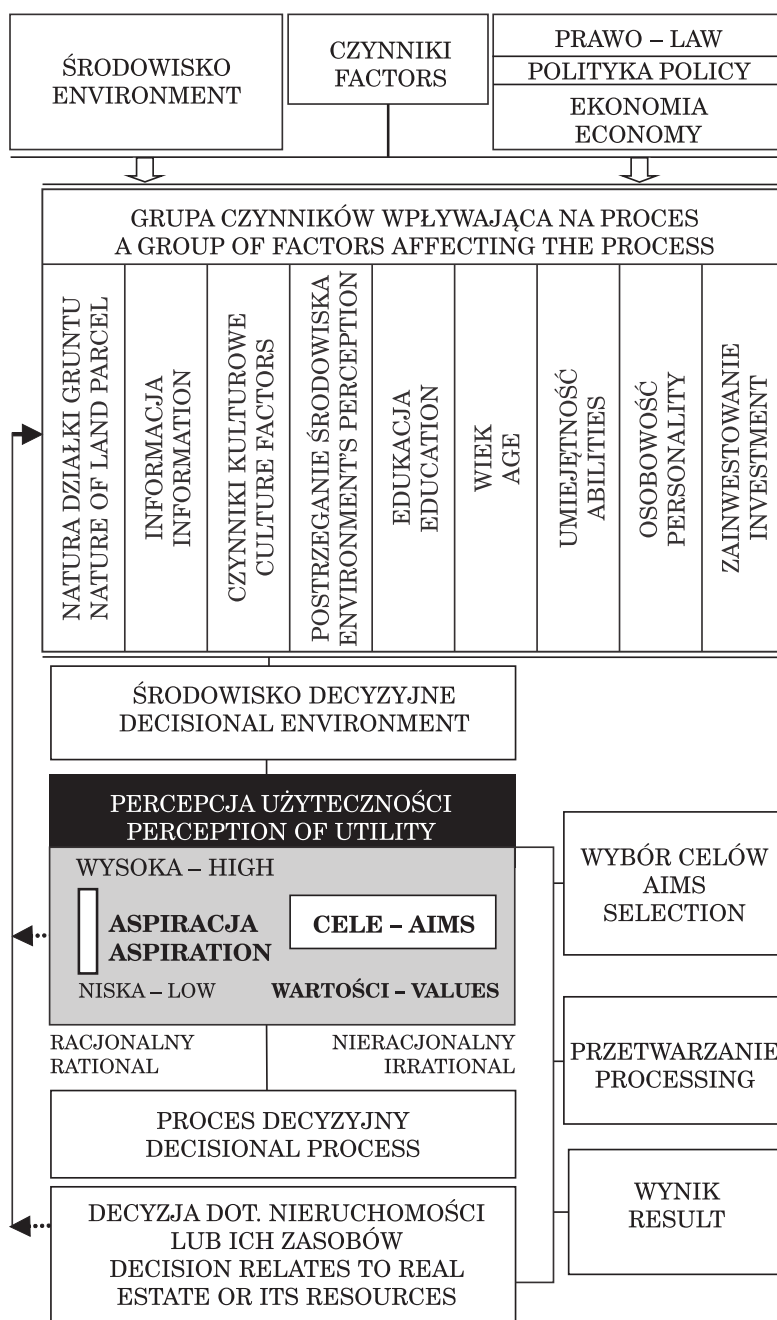 ŚRODOWISKO
ENVIRONMENT
CZYNNIKI
FACTORS
PRAWO – LAW
POLITYKA POLICY
EKONOMIA
ECONOMY
GRUPA CZYNNIKÓW WPŁYWAJĄCA NA PROCES
A GROUP OF FACTORS AFFECTING THE PROCESS
NATURA DZIAŁKI GRUNTU
NATURE OF LAND PARCEL
INFORMACJA
INFORMATION
CZYNNIKI KULTUROWE
CULTURE FACTORS
POSTRZEGANIE ŚRODOWISKA
ENVIRONMENT'S PERCEPTION
EDUKACJA
EDUCATION
WIEK
AGE
UMIEJĘTNOŚĆ
ABILITIES
OSOBOWOŚĆ
PERSONALITY
ZAINWESTOWANIE
INVESTMENT
ŚRODOWISKO DECYZYJNE
DECISIONAL ENVIRONMENT
PERCEPCJA UŻYTECZNOŚCI
PERCEPTION OF UTILITY
WYSOKA – HIGH
ASPIRACJA
ASPIRATION
CELE – AIMS
NISKA – LOW
WARTOŚCI – VALUES
RACJONALNY
RATIONAL
NIERACJONALNY
IRRATIONAL
PROCES DECYZYJNY
DECISIONAL PROCESS
DECYZJA DOT. NIERUCHOMOŚCI
LUB ICH ZASOBÓW
DECISION RELATES TO REAL
ESTATE OR ITS RESOURCES
WYBÓR CELÓW
AIMS
SELECTION
PRZETWARZANIE
PROCESSING
WYNIK
RESULT